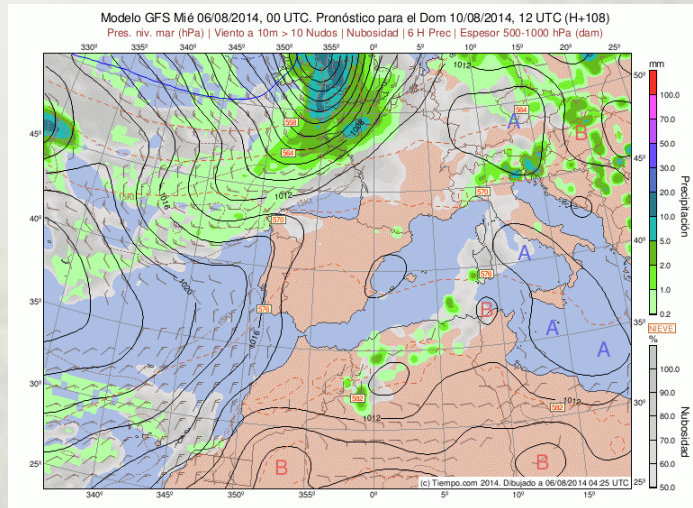 Modelo GFS Mié 06/08/2014, 00 UTC. Pronóstico para el Dom 10/08/2014, 12 UTC (H+108)
Pres. niv. mar (hPa) | Viento a 10m > 10 Nudos | Nubosidad | 6 H Prec | Espesor 500-1000 hPa (dam)
330º 335º 340º 345º 350º 355º 0º 5º 10º 15º 20º 25º
mm
100.0
70.0
50.0
30.0
20.0
10.0
5.0
2.0
1.0
0.2
Precipitación
NIEVE
%
100.0
90.0
80.0
70.0
60.0
50.0
Nubosidad
50º
45º
40º
35º
30º
25º
45º
40º
35º
30º
25º
1012
558
564
1008
564
A
B
1016
1012
570
570
1020
576
1016
576
A
B
A
A
582
1012
1012
582
B
B
(c) Tiempo.com 2014. Dibujado a 06/08/2014 04:25 UTC
340º 345º 350º 355º 0º 5º 10º 15º